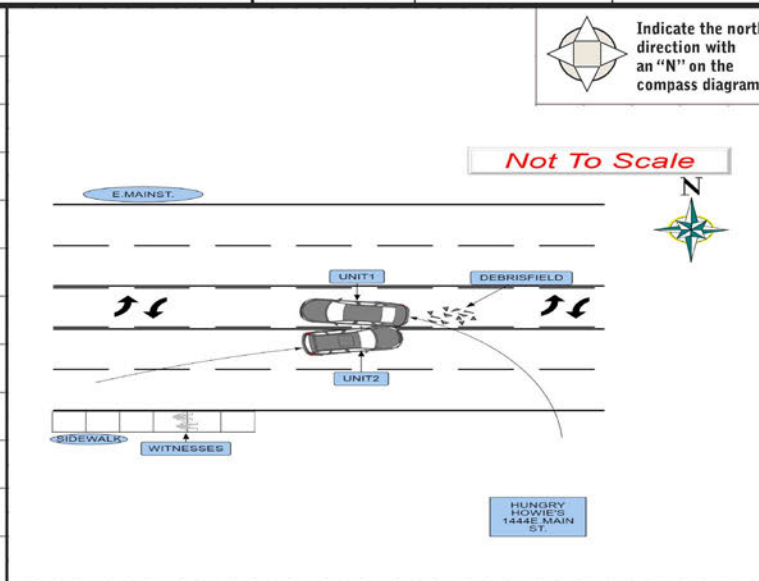 Indicate the north
direction with
an “N” on the
compass diagram
Not To Scale
N
E.MAINST.
UNIT1
DEBRISFIELD
UNIT2
SIDEWALK
WITNESSES
HUNGRY
HOWIE'S
1444E.MAIN
ST.